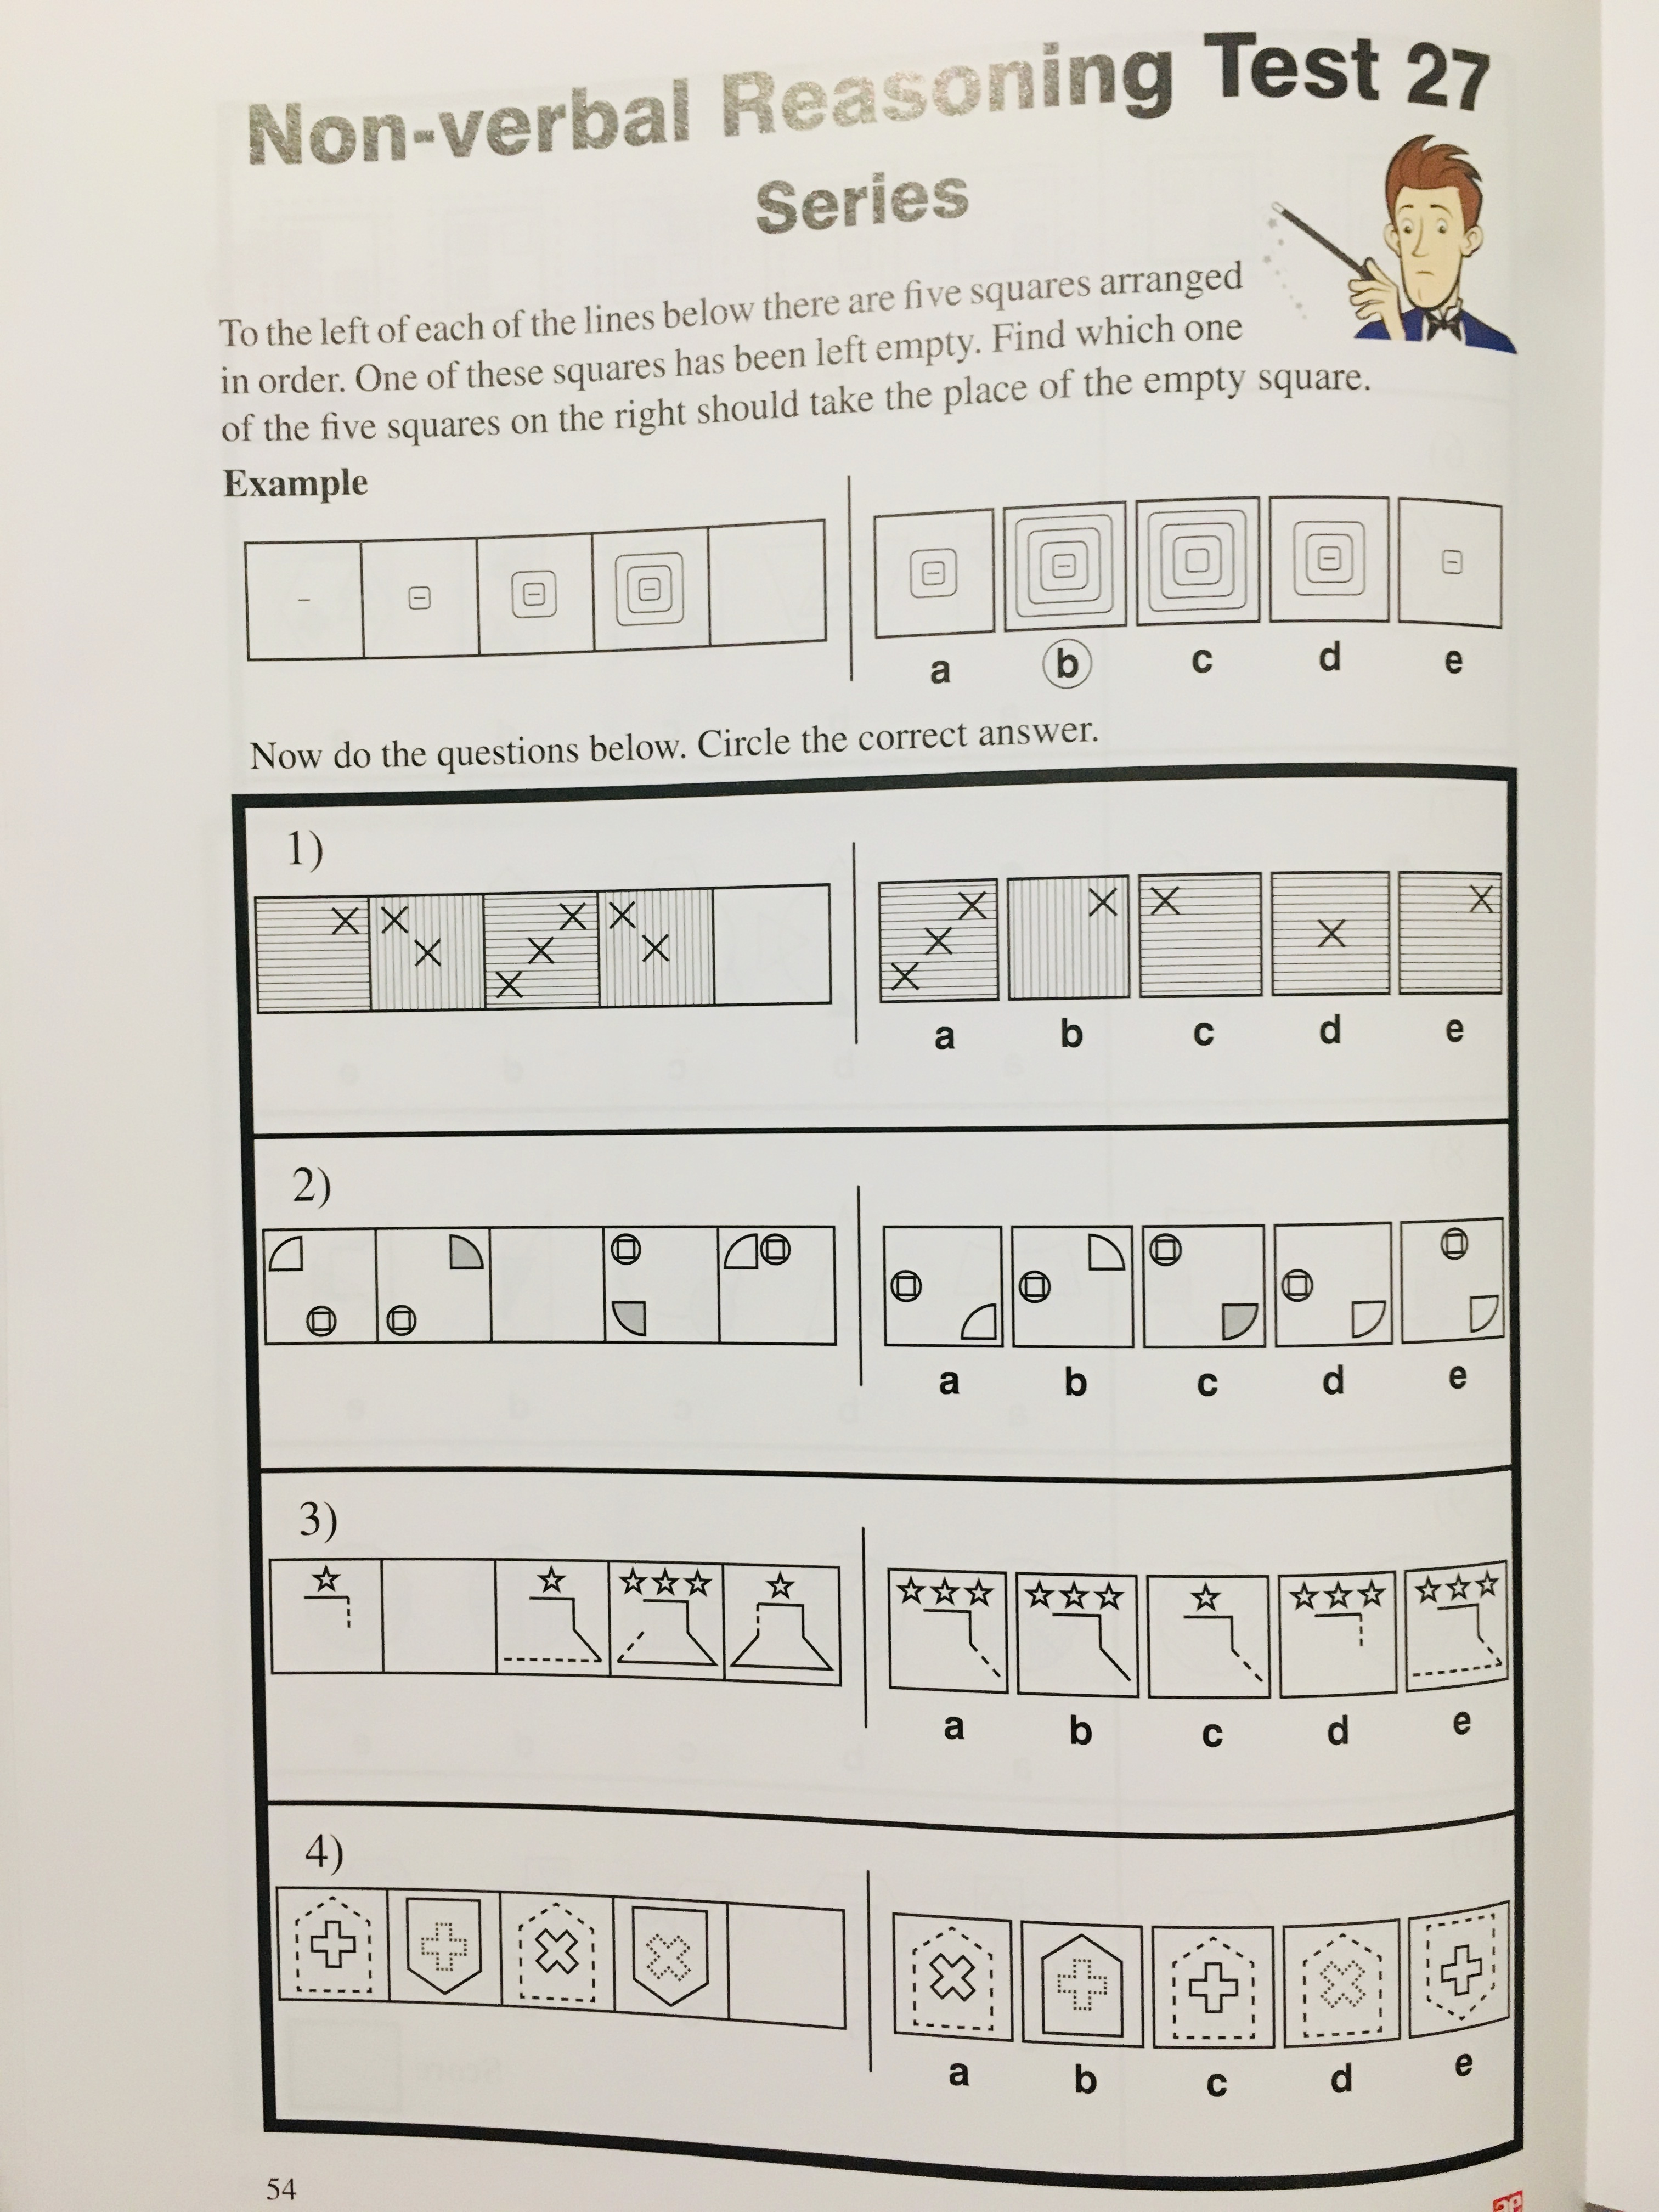 Non-verbal Reasoning Test 27
Series
To the left of each of the lines below there are five squares arranged
in order. One of these squares has been left empty. Find which one
of the five squares on the right should take the place of the empty square.
Example
a b c d e
Now do the questions below. Circle the correct answer.
1)
a b c d e
2)
a b c d e
3)
a b c d e
4)
a b c d e
54
ae